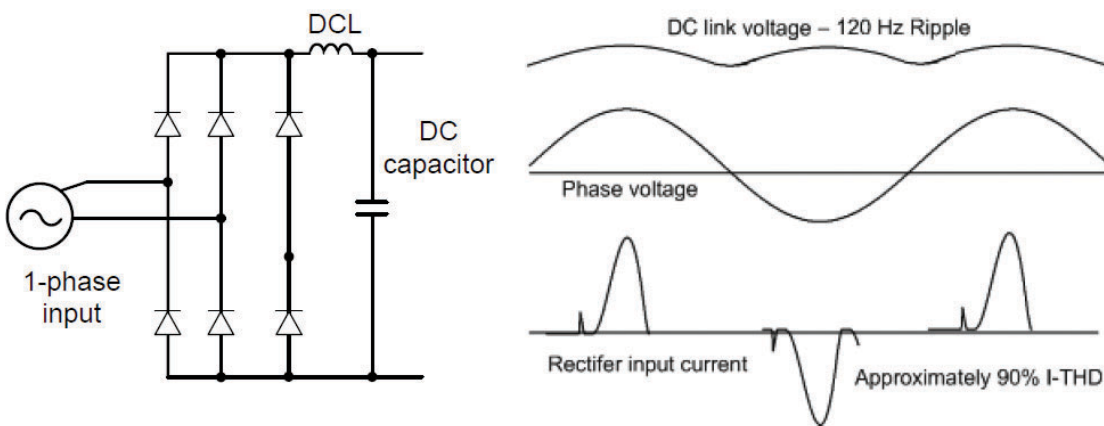 DCL
DC
capacitor
1-phase
input
DC link voltage – 120 Hz Ripple
Phase voltage
Rectifer input current
Approximately 90% I-THD